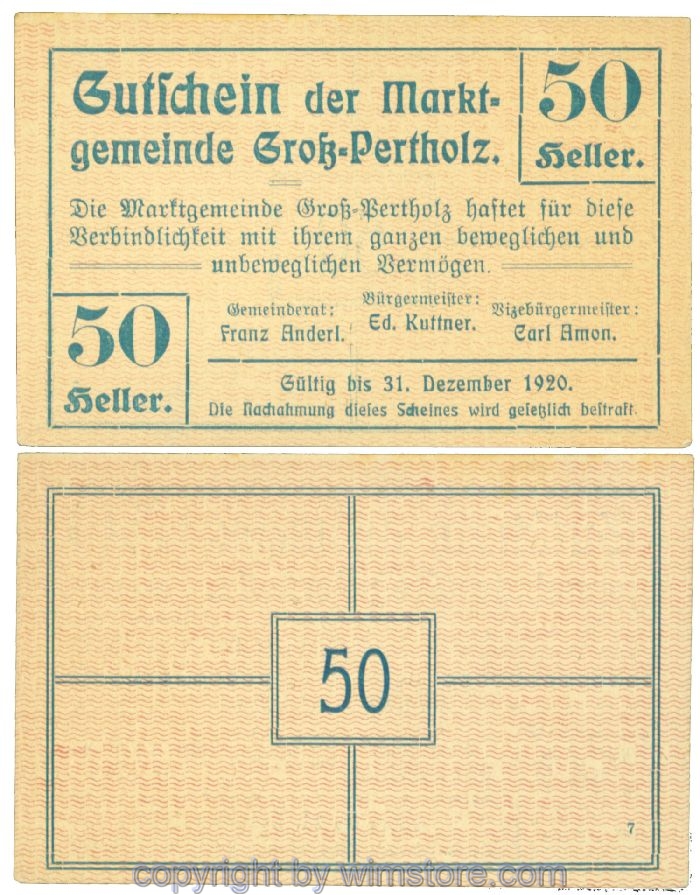 Gutschein der Markt-
gemeinde Groß-Pertholz.
50
Heller.
Die Marktgemeinde Groß-Pertholz haftet für diese
Verbindlichkeit mit ihrem ganzen beweglichen und
unbeweglichen Vermögen.
50
Heller.
Gemeinderat:
Franz Anderl.
Bürgermeister:
Ed. Kuttner.
Vizebürgermeister:
Carl Amon.
Gültig bis 31. Dezember 1920.
Die Nachahmung dieses Scheines wird gesetzlich bestraft.
50
7
copyright by wimstore.com